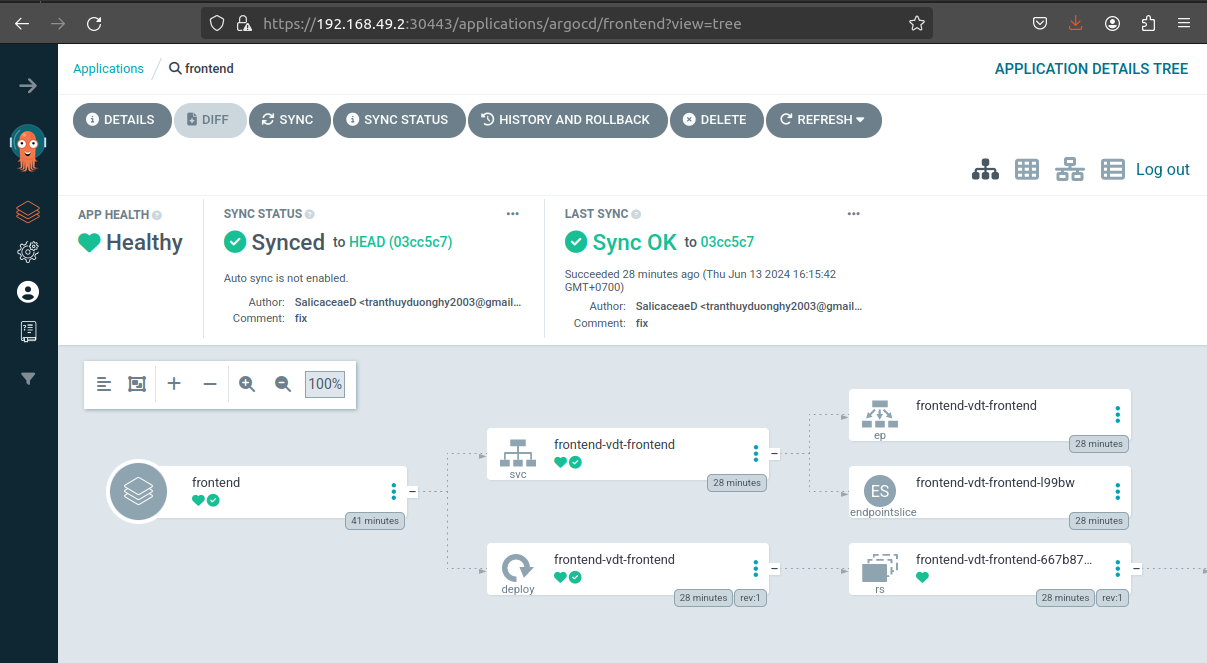 https://192.168.49.2:30443/applications/argocd/frontend?view=tree
Applications / frontend
APPLICATION DETAILS TREE
DETAILS DIFF SYNC SYNC STATUS HISTORY AND ROLLBACK DELETE REFRESH
Log out
APP HEALTH
Healthy
SYNC STATUS
Synced to HEAD (03cc5c7)
Auto sync is not enabled.
Author: SalicaceaeD <tranthuyduonghy2003@gmail...
Comment: fix
LAST SYNC
Sync OK to 03cc5c7
Succeeded 28 minutes ago (Thu Jun 13 2024 16:15:42
GMT+0700)
Author: SalicaceaeD <tranthuyduonghy2003@gmail...
Comment: fix
100%
frontend
41 minutes
frontend-vdt-frontend
svc
28 minutes
frontend-vdt-frontend
deploy
28 minutes rev:1
frontend-vdt-frontend
ep
28 minutes
ES
frontend-vdt-frontend-l99bw
endpointslice
28 minutes
frontend-vdt-frontend-667b87...
rs
28 minutes rev:1